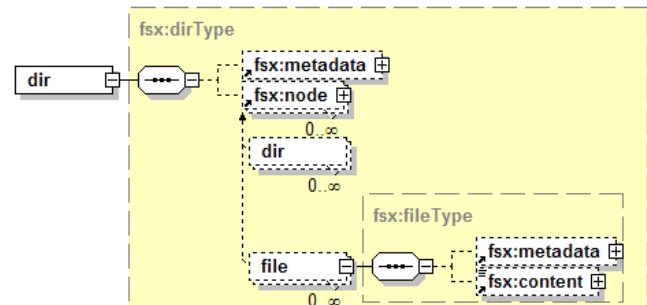 fsx:dirType
dir
fsx:metadata
fsx:node
0..∞
dir
0..∞
fsx:fileType
file
fsx:metadata
fsx:content
0..∞